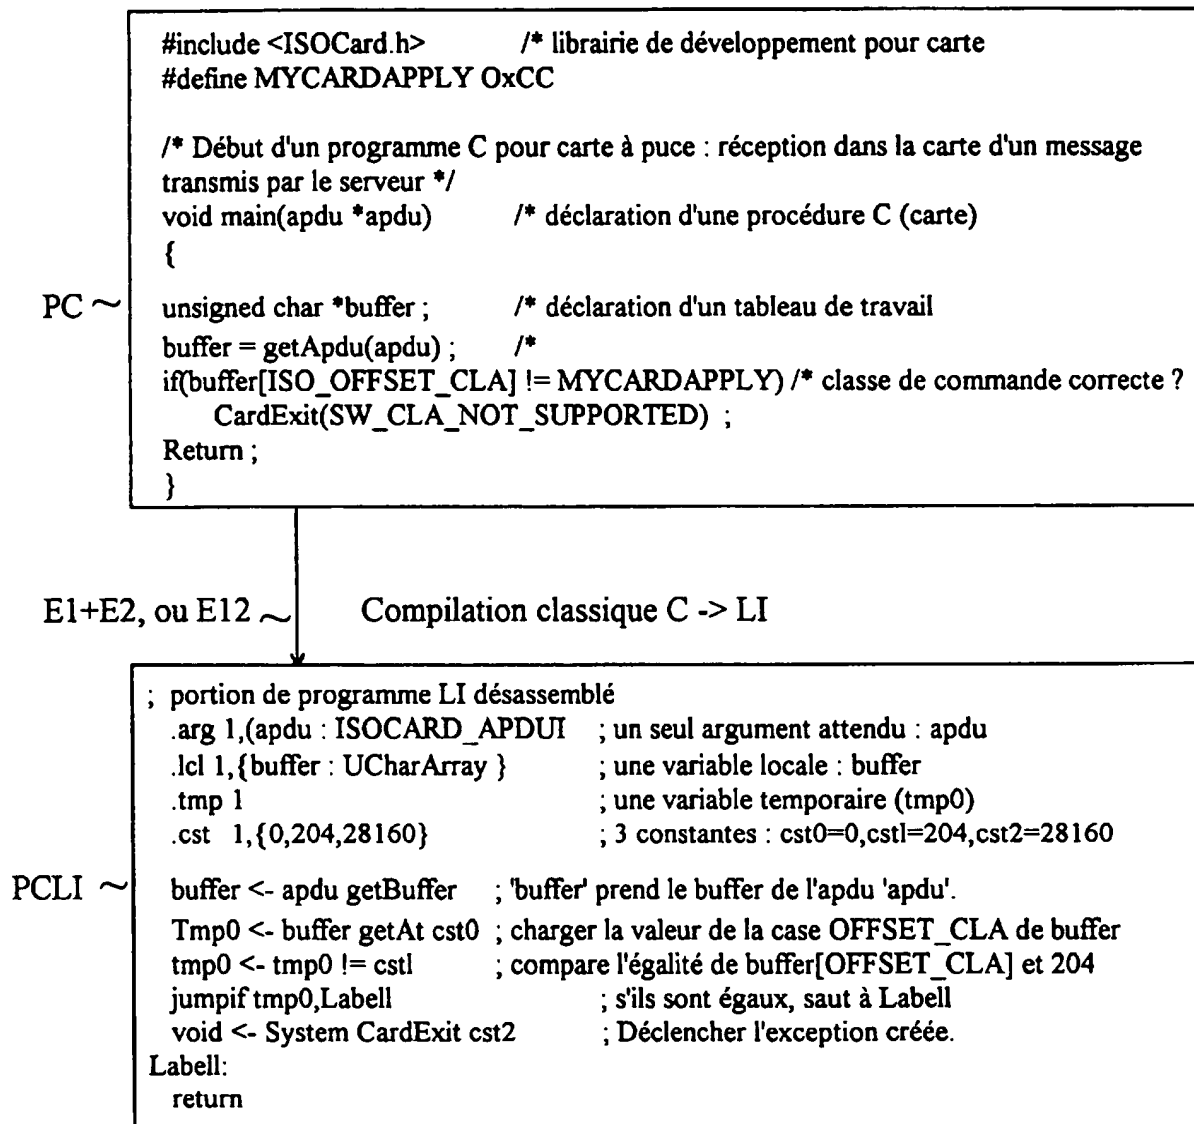 #include <ISOCard.h> /* librairie de développement pour carte
#define MYCARDAPPLY OxCC
/* Début d'un programme C pour carte à puce : réception dans la carte d'un message
transmis par le serveur */
void main(apdu *apdu) /* déclaration d'une procédure C (carte)
{
PC ~
unsigned char *buffer ; /* déclaration d'un tableau de travail
buffer = getApdu(apdu) ; /*
if(buffer[ISO_OFFSET_CLA] != MYCARDAPPLY) /* classe de commande correcte ?
CardExit(SW_CLA_NOT_SUPPORTED) ;
Return ;
}
E1+E2, ou E12 ~ Compilation classique C -> LI
; portion de programme LI désassemblé
.arg 1,(apdu : ISOCARD_APDUI ; un seul argument attendu : apdu
.lcl 1,{buffer : UCharArray } ; une variable locale : buffer
.tmp 1 ; une variable temporaire (tmp0)
.cst 1,{0,204,28160} ; 3 constantes : cst0=0,cstl=204,cst2=28160
PCLI ~
buffer <- apdu getBuffer ; 'buffer' prend le buffer de l'apdu 'apdu'.
Tmp0 <- buffer getAt cst0 ; charger la valeur de la case OFFSET_CLA de buffer
tmp0 <- tmp0 != cstl ; compare l'égalité de buffer[OFFSET_CLA] et 204
jumpif tmp0,Labell ; s'ils sont égaux, saut à Labell
void <- System CardExit cst2 ; Déclencher l'exception créée.
Labell:
return